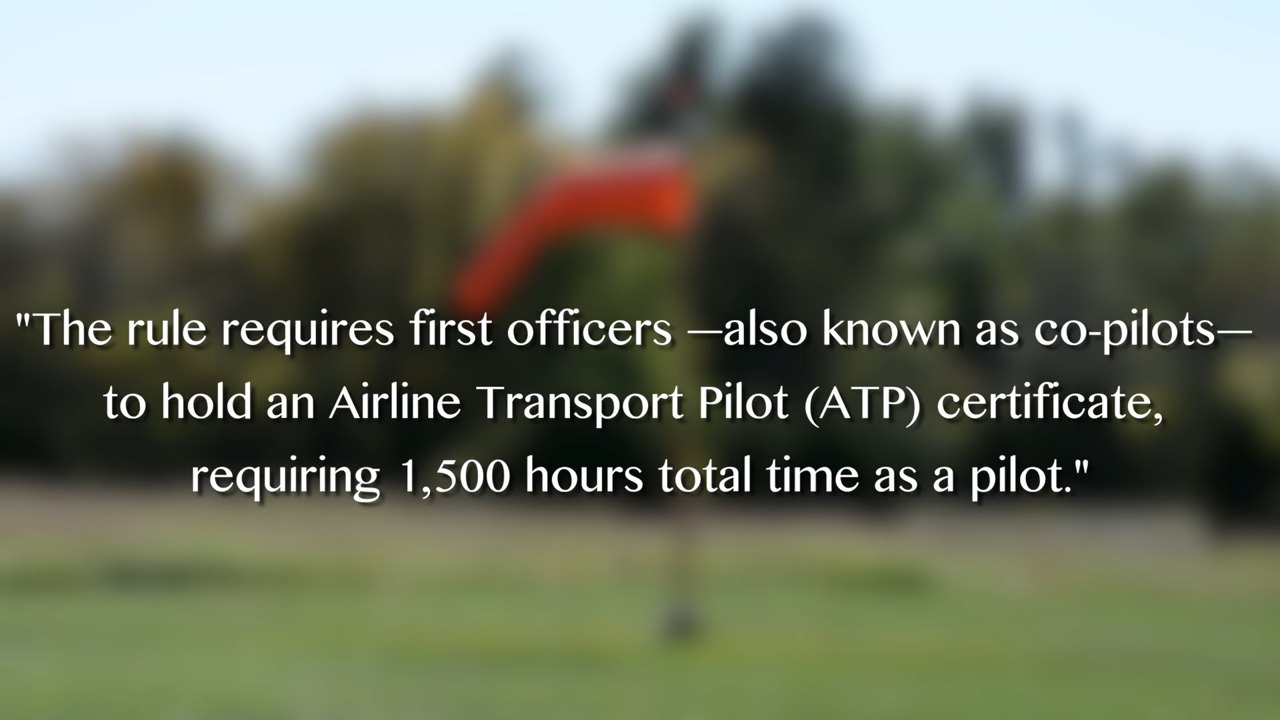 "The rule requires first officers —also known as co-pilots—
to hold an Airline Transport Pilot (ATP) certificate,
requiring 1,500 hours total time as a pilot."